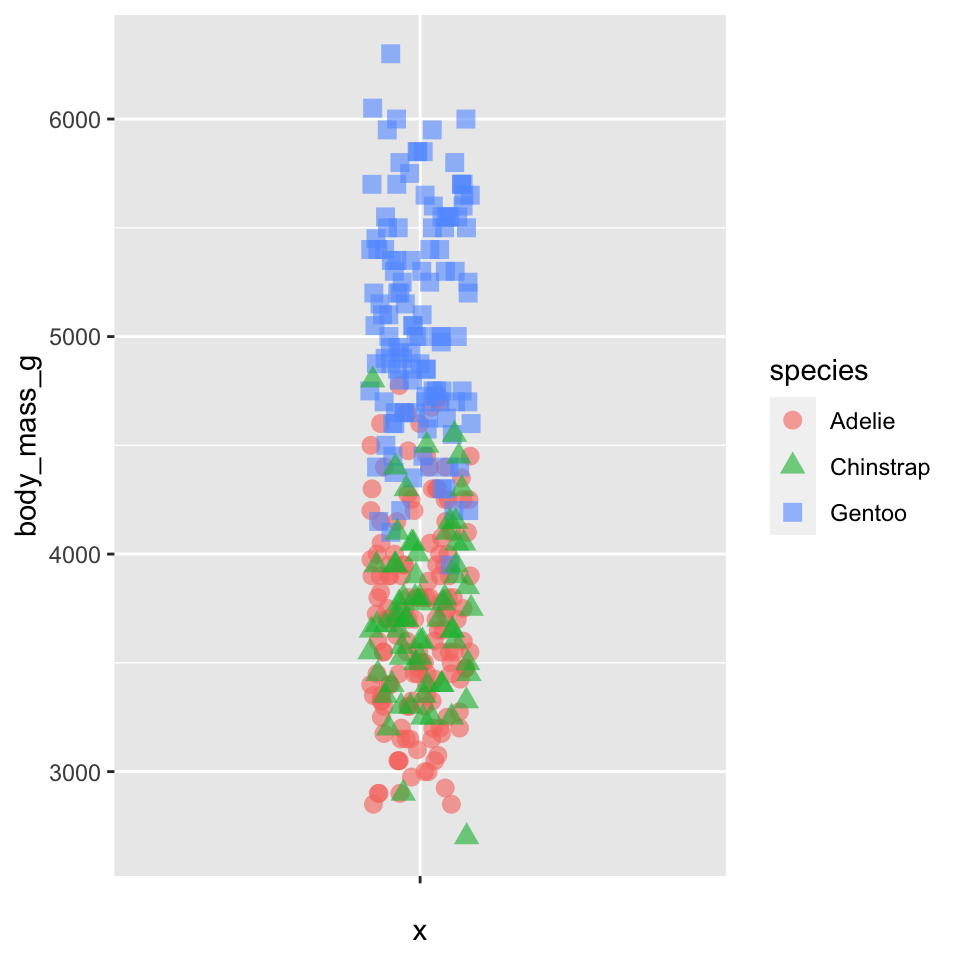 6000
5000
4000
3000
body_mass_g
x
species
Adelie
Chinstrap
Gentoo